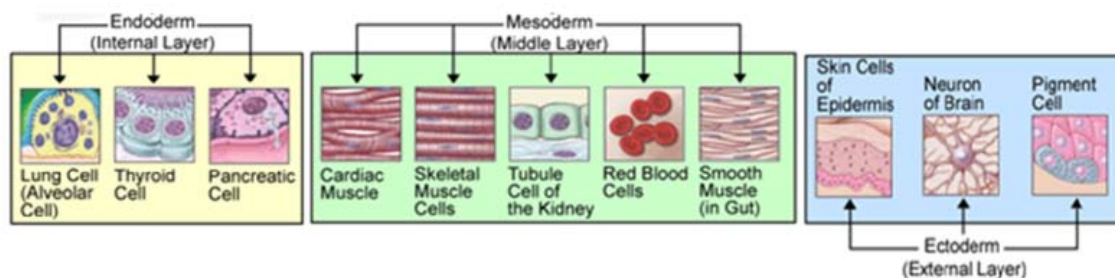 Endoderm
(Internal Layer)
Lung Cell
(Alveolar
Cell)
Thyroid
Cell
Pancreatic
Cell
Mesoderm
(Middle Layer)
Cardiac
Muscle
Skeletal
Muscle
Cells
Tubule
Cell of
the Kidney
Red Blood
Cells
Smooth
Muscle
(in Gut)
Skin Cells
of
Epidermis
Neuron
of Brain
Pigment
Cell
Ectoderm
(External Layer)